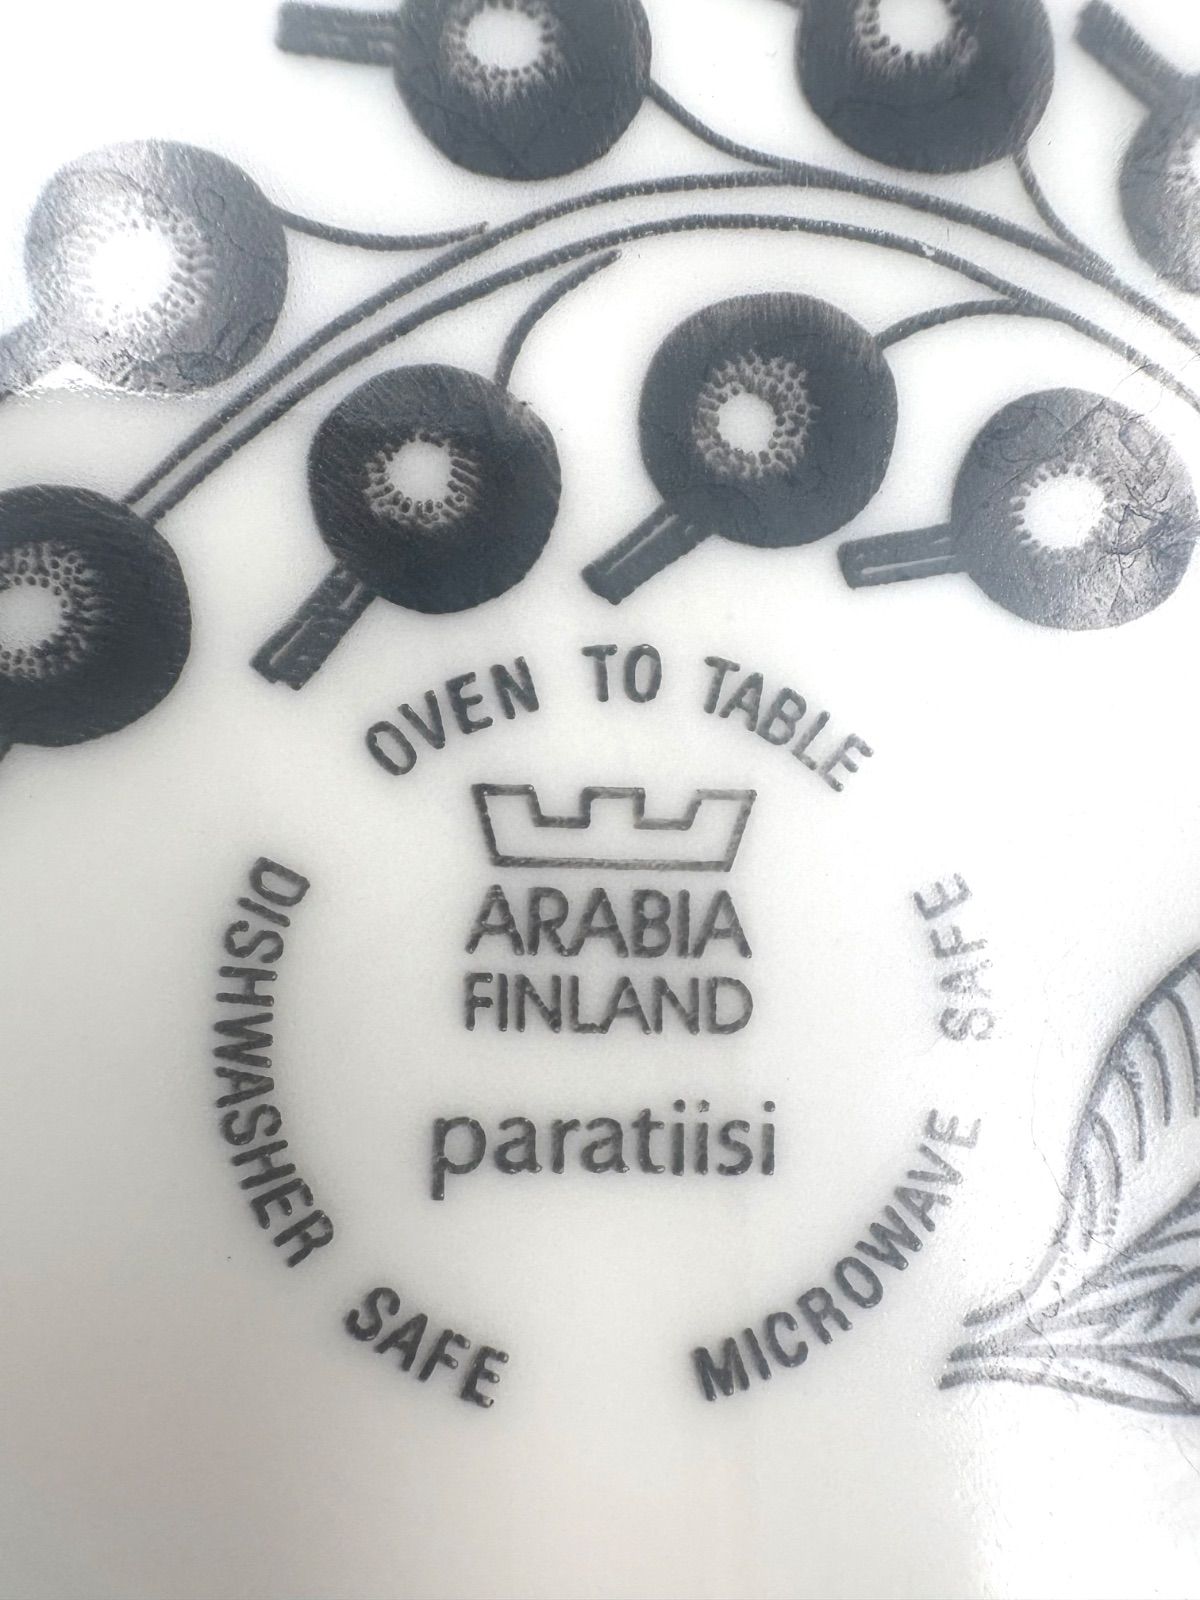 OVEN TO TABLE
ARABIA
FINLAND
paratiisi
DISHWASHER SAFE
MICROWAVE SAFE